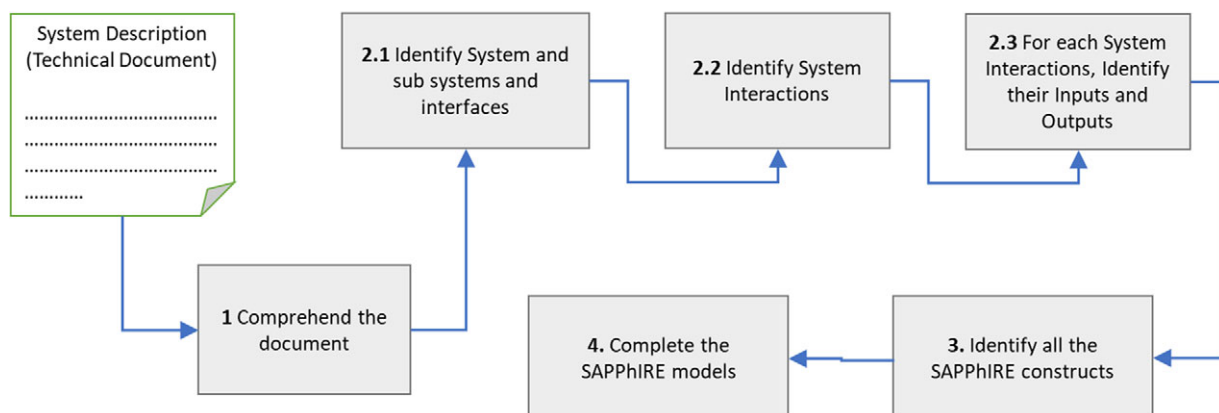 System Description
(Technical Document)
..........................................
..........................................
..........................................
.............
1 Comprehend the
document
2.1 Identify System and
sub systems and
interfaces
2.2 Identify System
Interactions
2.3 For each System
Interactions, Identify
their Inputs and
Outputs
3. Identify all the
SAPPhIRE constructs
4. Complete the
SAPPhIRE models